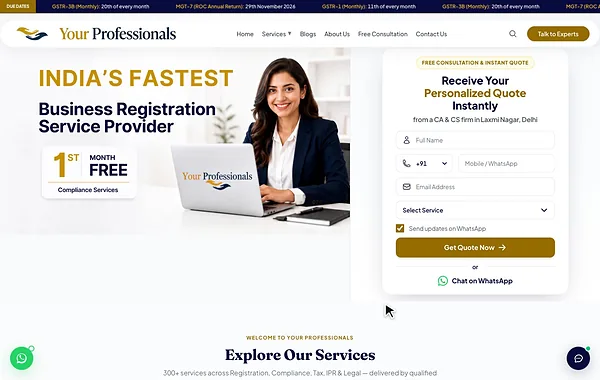 DUE DATES GSTR-3B (Monthly): 20th of every month MGT-7 (ROC Annual Return): 29th November 2026 GSTR-1 (Monthly): 11th of every month GSTR-3B (Monthly): 20th of every month MGT-7 (ROC A
Your Professionals
Home Services Blogs About Us Free Consultation Contact Us
Talk to Experts
INDIA'S FASTEST
Business Registration
Service Provider
1ST MONTH FREE
Compliance Services
Your Professionals
FREE CONSULTATION & INSTANT QUOTE
Receive Your
Personalized Quote
Instantly
from a CA & CS firm in Laxmi Nagar, Delhi
Full Name
+91 Mobile / WhatsApp
Email Address
Select Service
Send updates on WhatsApp
Get Quote Now →
or
Chat on WhatsApp
WELCOME TO YOUR PROFESSIONALS
Explore Our Services
300+ services across Registration, Compliance, Tax, IPR & Legal — delivered by qualified